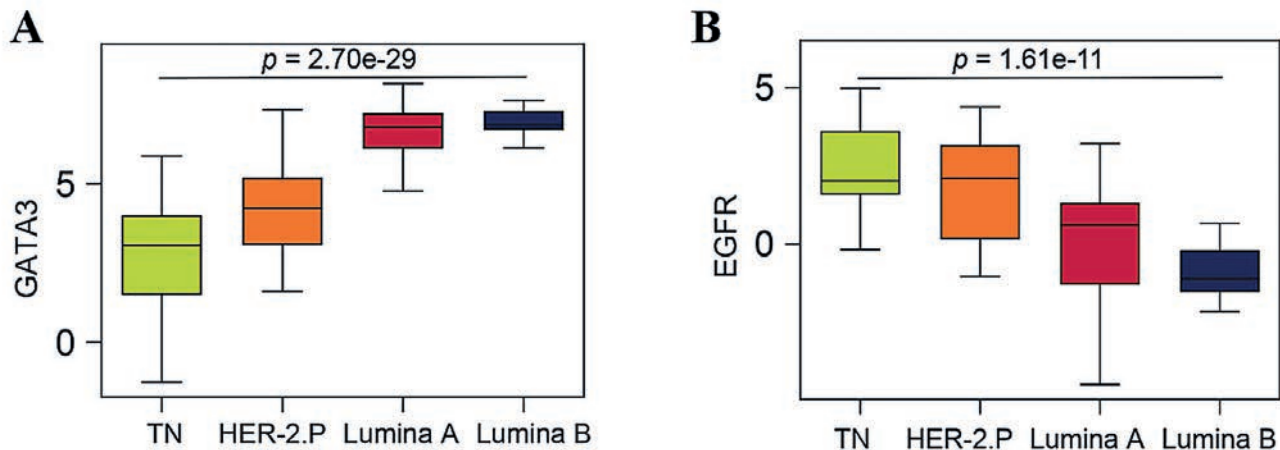 A
p = 2.70e-29
GATA3
5
0
TN HER-2.P Lumina A Lumina B
B
p = 1.61e-11
EGFR
5
0
TN HER-2.P Lumina A Lumina B